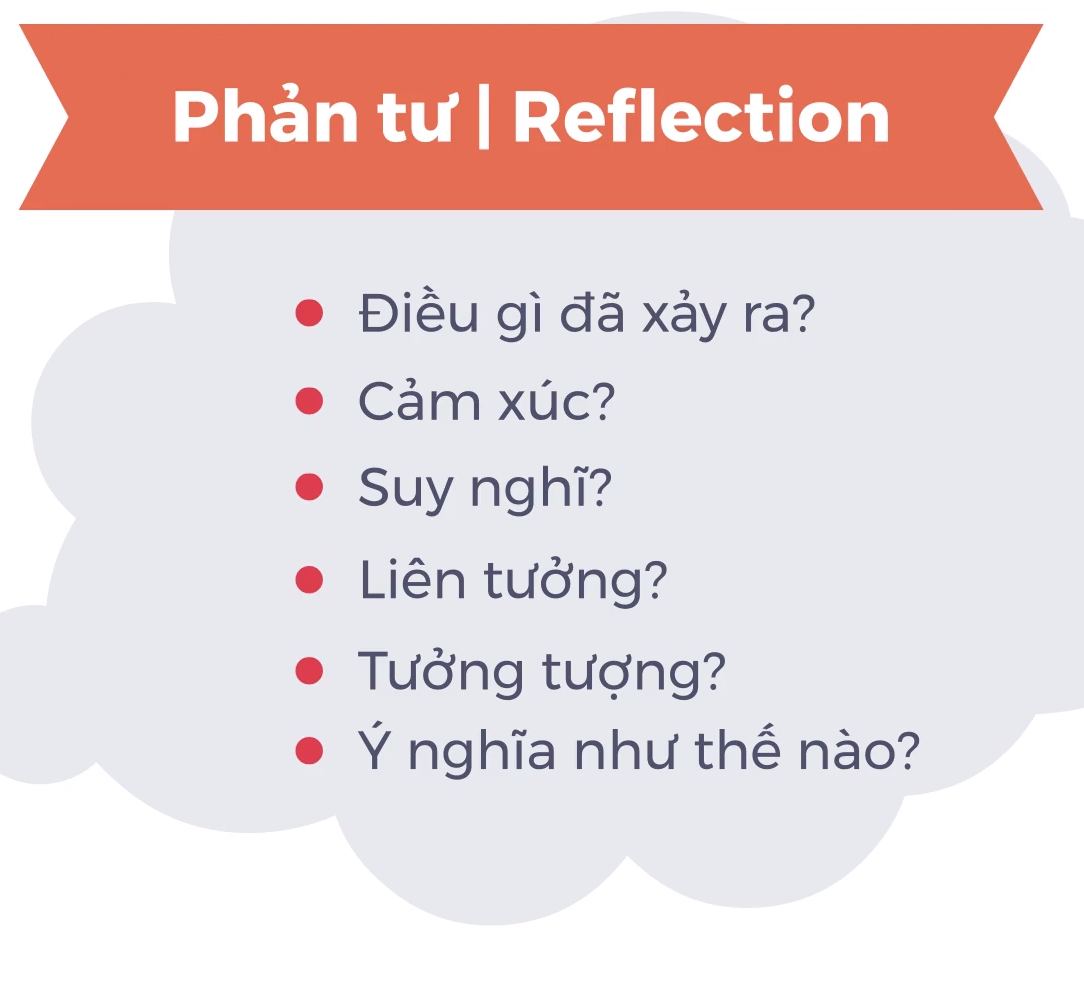 Phản tư | Reflection
Điều gì đã xảy ra?
Cảm xúc?
Suy nghĩ?
Liên tưởng?
Tưởng tượng?
Ý nghĩa như thế nào?